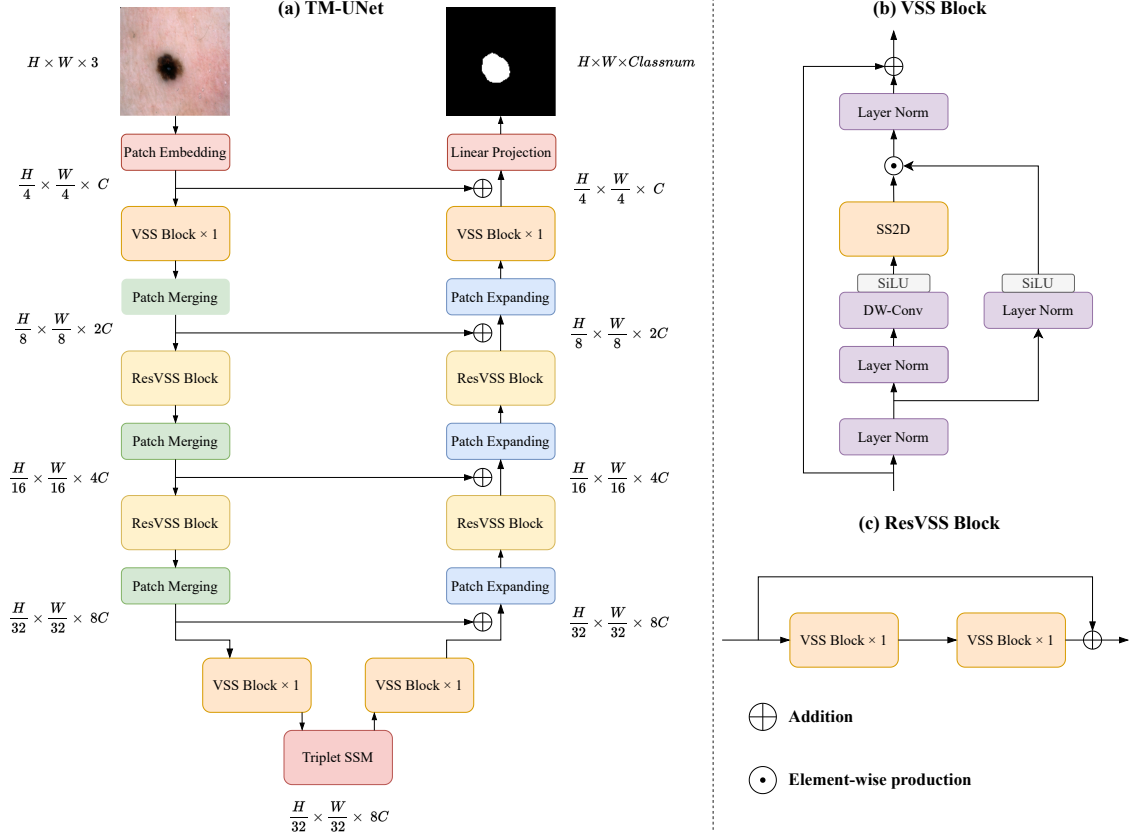 (a) TM-UNet
H × W × 3
H×W×Classnum
Patch Embedding
Linear Projection
H/4 × W/4 × C
H/4 × W/4 × C
VSS Block × 1
VSS Block × 1
Patch Merging
Patch Expanding
H/8 × W/8 × 2C
H/8 × W/8 × 2C
ResVSS Block
ResVSS Block
Patch Merging
Patch Expanding
H/16 × W/16 × 4C
H/16 × W/16 × 4C
ResVSS Block
ResVSS Block
Patch Merging
Patch Expanding
H/32 × W/32 × 8C
H/32 × W/32 × 8C
VSS Block × 1
VSS Block × 1
Triplet SSM
H/32 × W/32 × 8C
(b) VSS Block
Layer Norm
SS2D
SiLU
SiLU
DW-Conv
Layer Norm
Layer Norm
Layer Norm
(c) ResVSS Block
VSS Block × 1
VSS Block × 1
Addition
Element-wise production